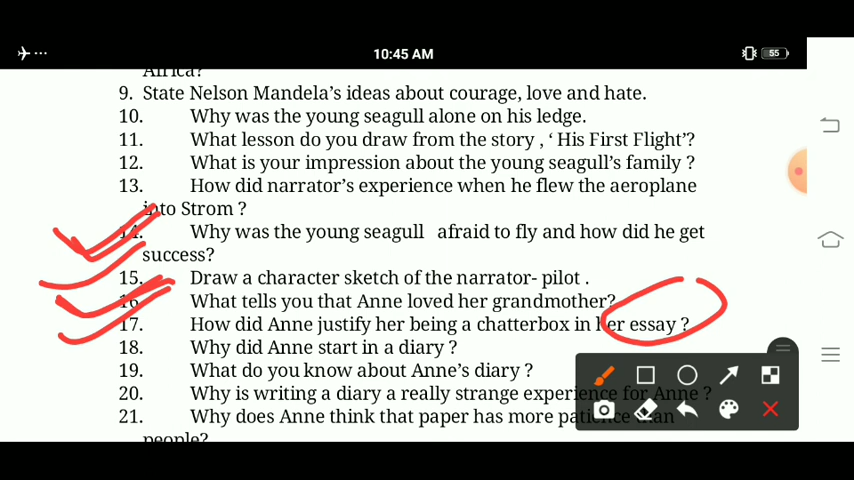 10:45 AM
55
Africa?
9. State Nelson Mandela's ideas about courage, love and hate.
10. Why was the young seagull alone on his ledge.
11. What lesson do you draw from the story , ‘ His First Flight’?
12. What is your impression about the young seagull's family ?
13. How did narrator's experience when he flew the aeroplane
into Strom ?
14. Why was the young seagull afraid to fly and how did he get
success?
15. Draw a character sketch of the narrator- pilot .
16. What tells you that Anne loved her grandmother?
17. How did Anne justify her being a chatterbox in her essay ?
18. Why did Anne start in a diary ?
19. What do you know about Anne's diary ?
20. Why is writing a diary a really strange experience for Anne ?
21. Why does Anne think that paper has more patience than
people?